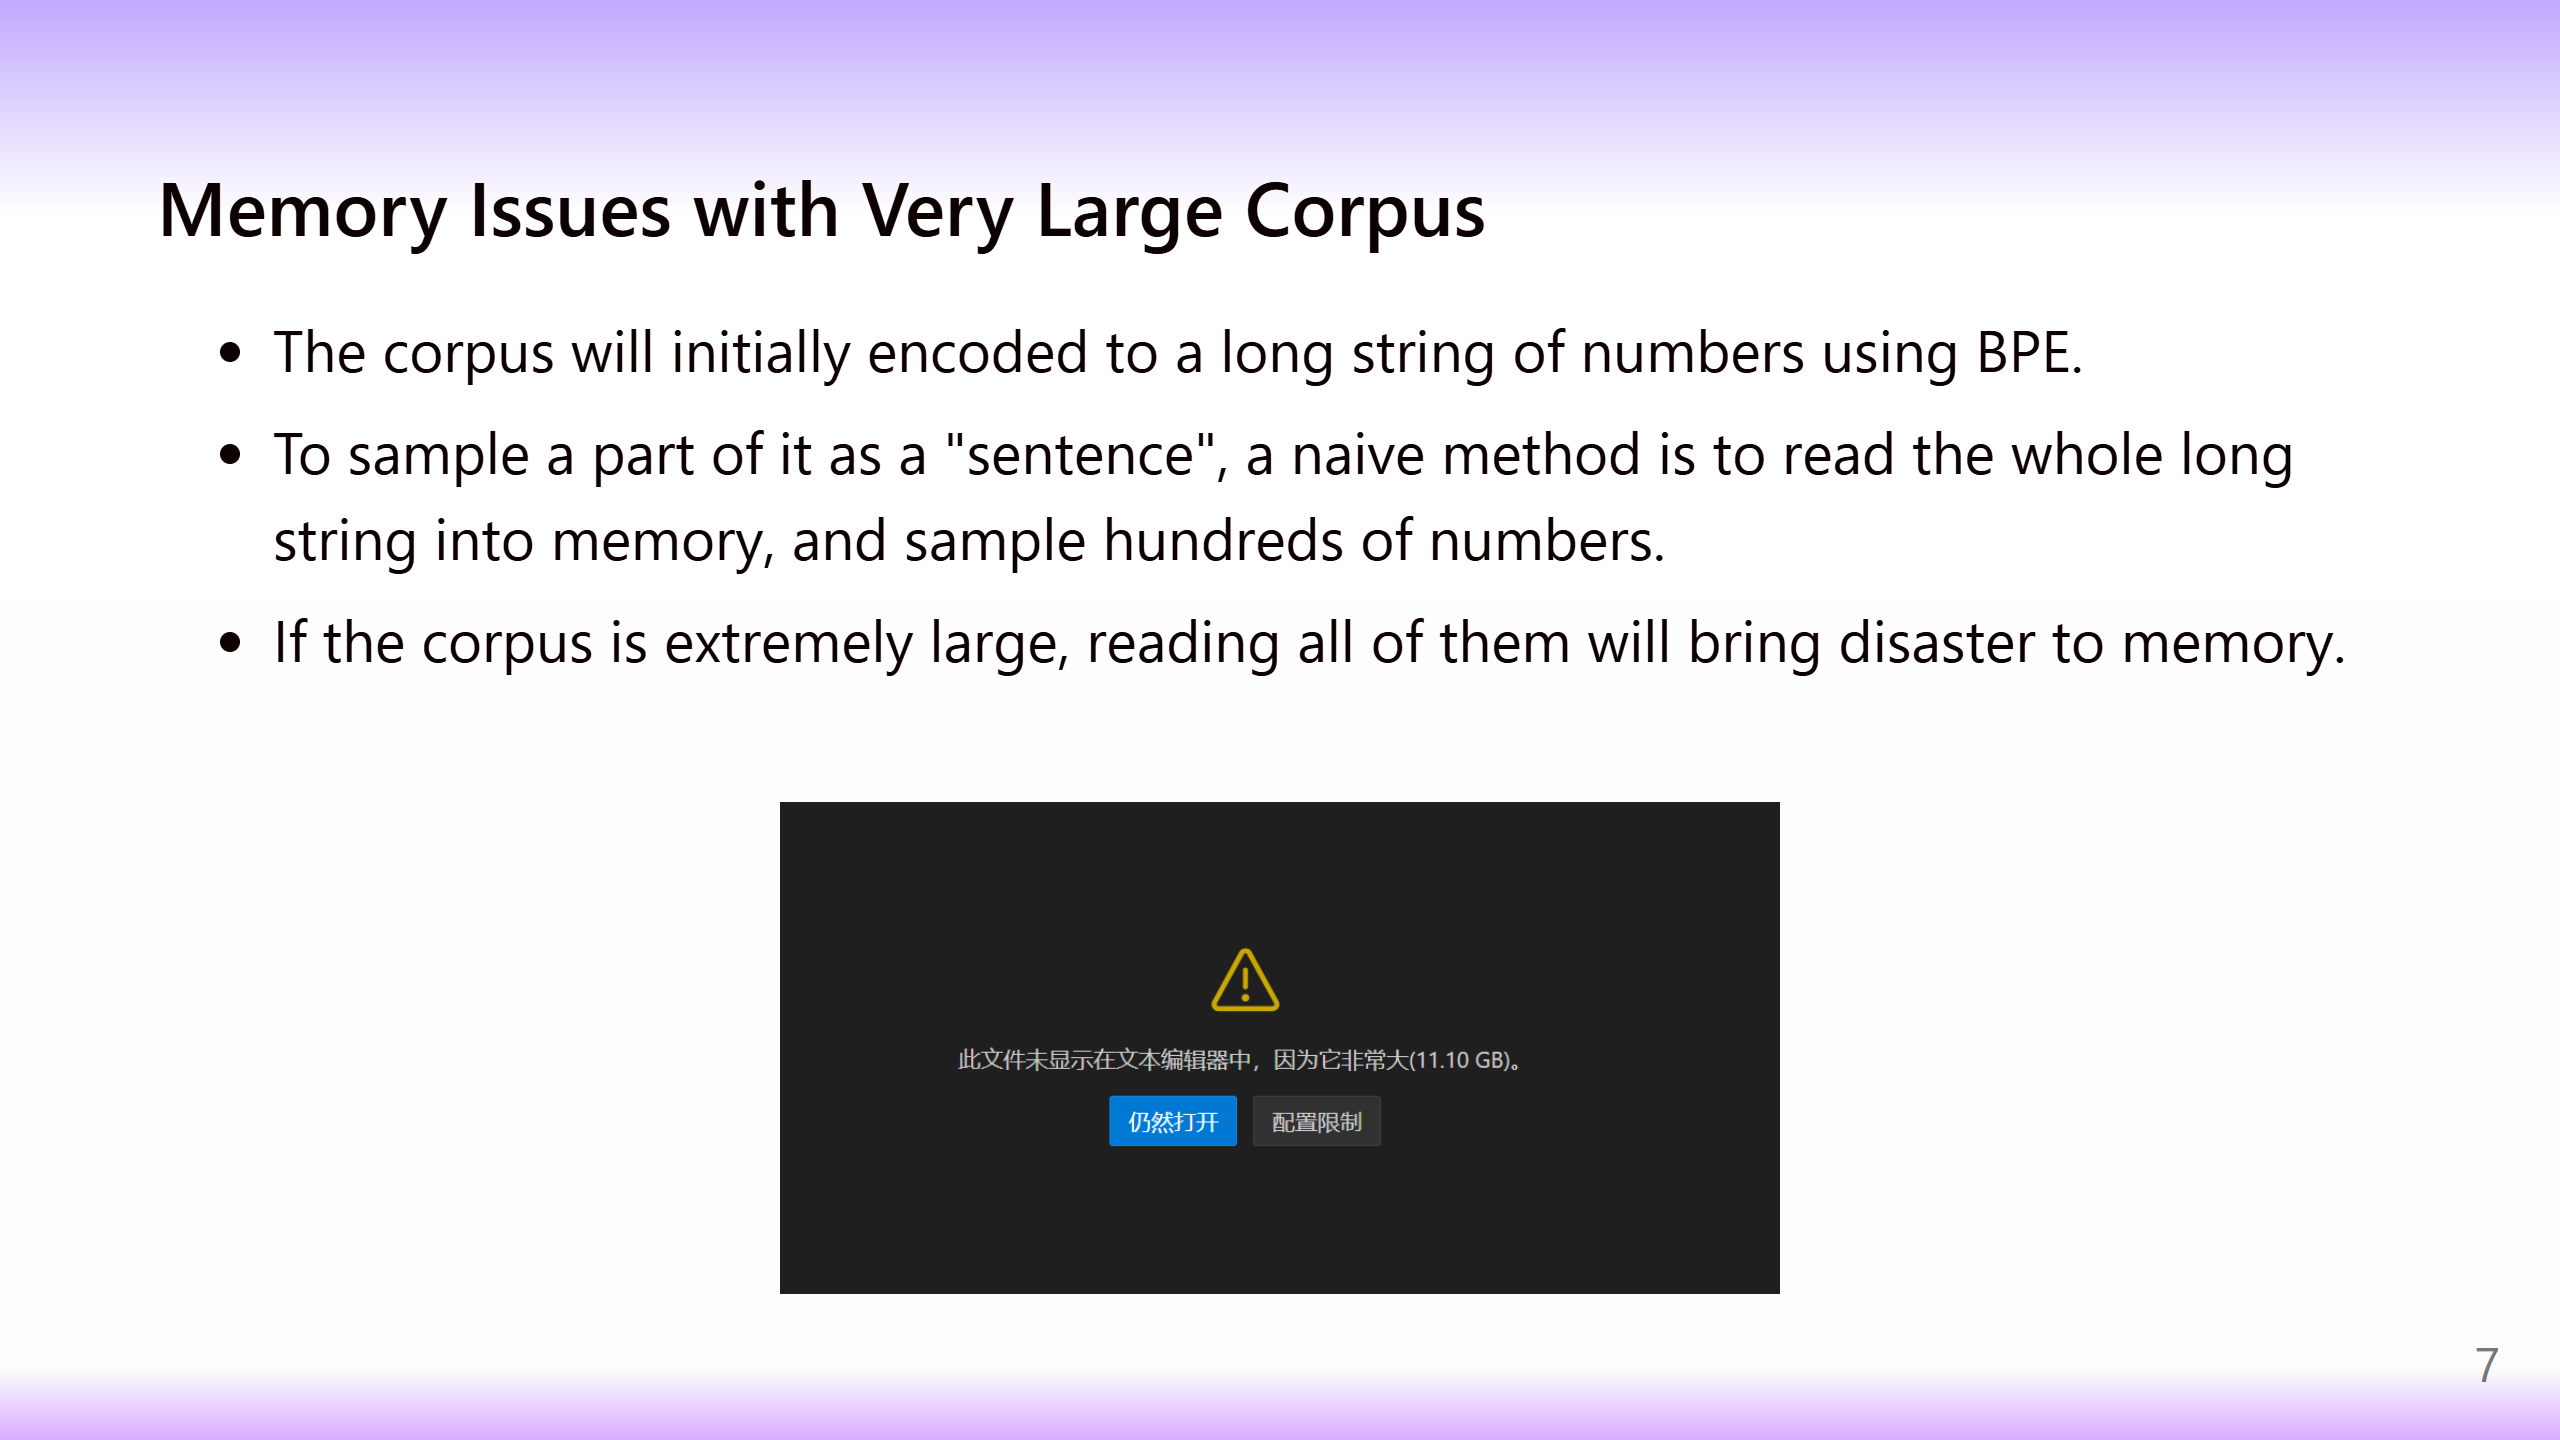 Memory Issues with Very Large Corpus
• The corpus will initially encoded to a long string of numbers using BPE.
• To sample a part of it as a "sentence", a naive method is to read the whole long
string into memory, and sample hundreds of numbers.
• If the corpus is extremely large, reading all of them will bring disaster to memory.
此文件未显示在文本编辑器中，因为它非常大(11.10 GB)。
仍然打开 配置限制
7